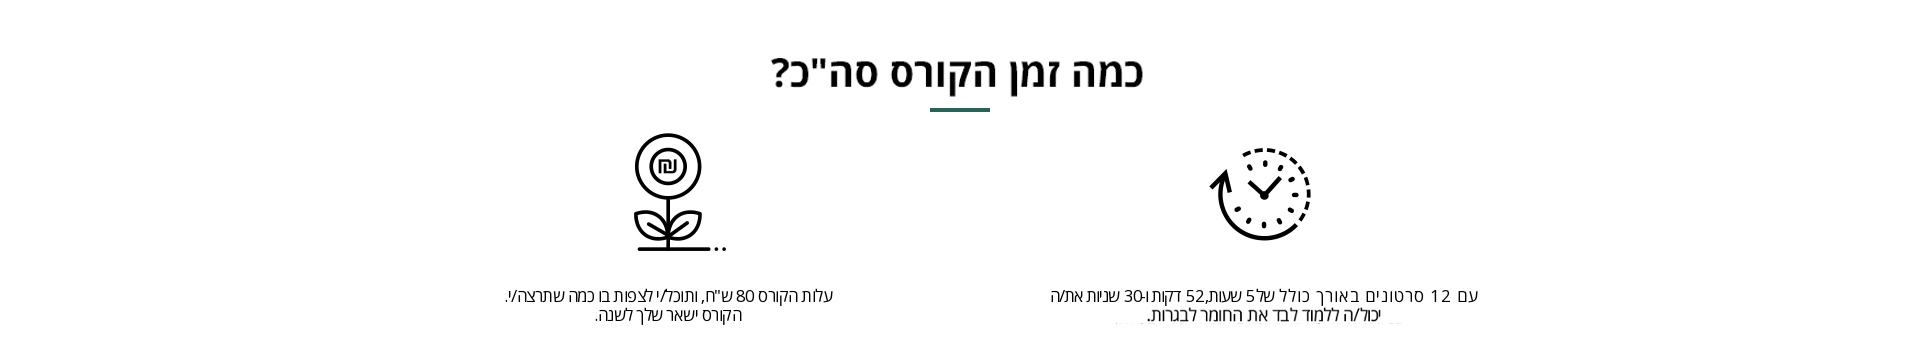 כמה זמן הקורס סה"כ?
₪
עם 12 סרטונים באורך כולל של 5 שעות,52 דקות ו-30 שניות את/ה
יכול/ה ללמוד לבד את החומר לבגרות.
עלות הקורס 80 ש"ח, ותוכל/י לצפות בו כמה שתרצה/י.
הקורס ישאר שלך לשנה.